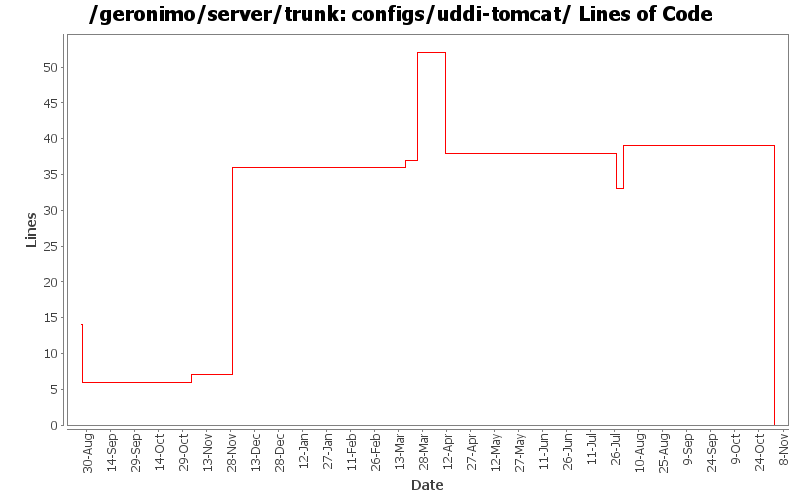 /geronimo/server/trunk: configs/uddi-tomcat/ Lines of Code
Lines
50
45
40
35
30
25
20
15
10
5
0
30-Aug
14-Sep
29-Sep
14-Oct
29-Oct
13-Nov
28-Nov
13-Dec
28-Dec
12-Jan
27-Jan
11-Feb
26-Feb
13-Mar
28-Mar
12-Apr
27-Apr
12-May
27-May
11-Jun
26-Jun
11-Jul
26-Jul
10-Aug
25-Aug
9-Sep
24-Sep
9-Oct
24-Oct
8-Nov
Date